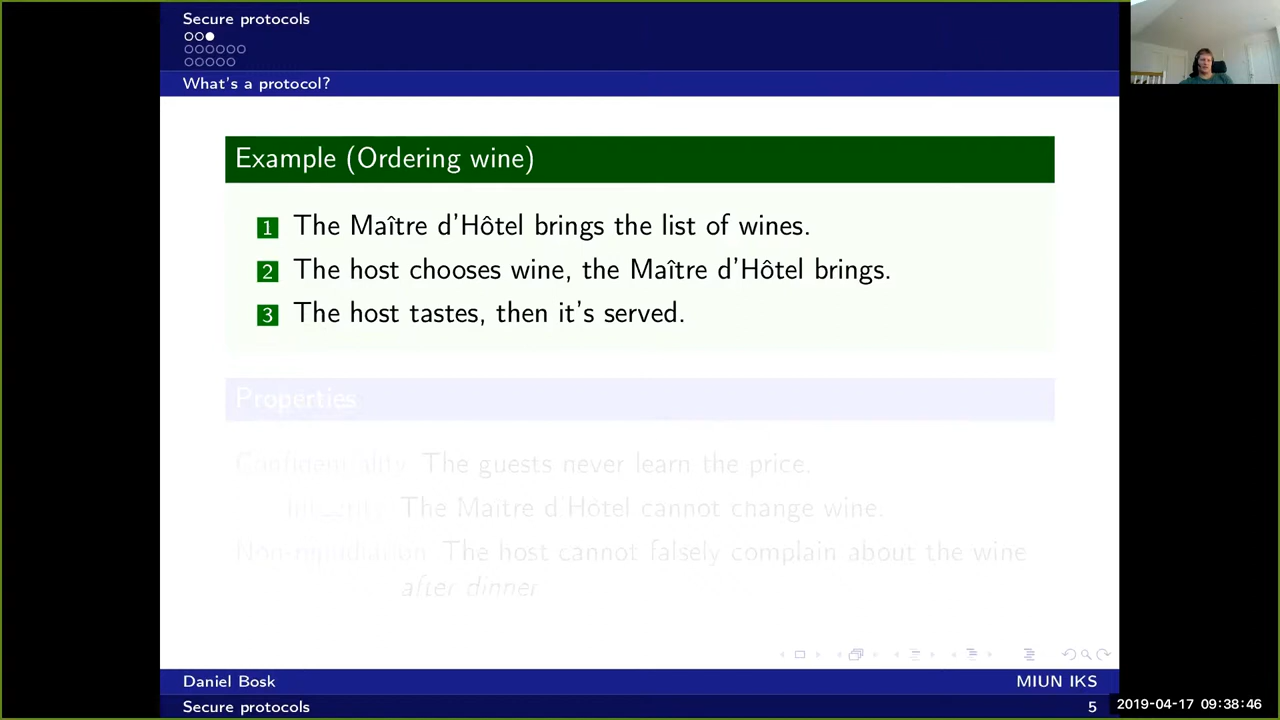 Secure protocols
What's a protocol?
Example (Ordering wine)
1 The Maître d'Hôtel brings the list of wines.
2 The host chooses wine, the Maître d'Hôtel brings.
3 The host tastes, then it's served.
Properties
Confidentiality The guests never learn the price.
Integrity The Maître d'Hôtel cannot change wine.
Non-repudiation The host cannot falsely complain about the wine
after dinner
Daniel Bosk MIUN IKS
Secure protocols 5
2019-04-17 09:38:46